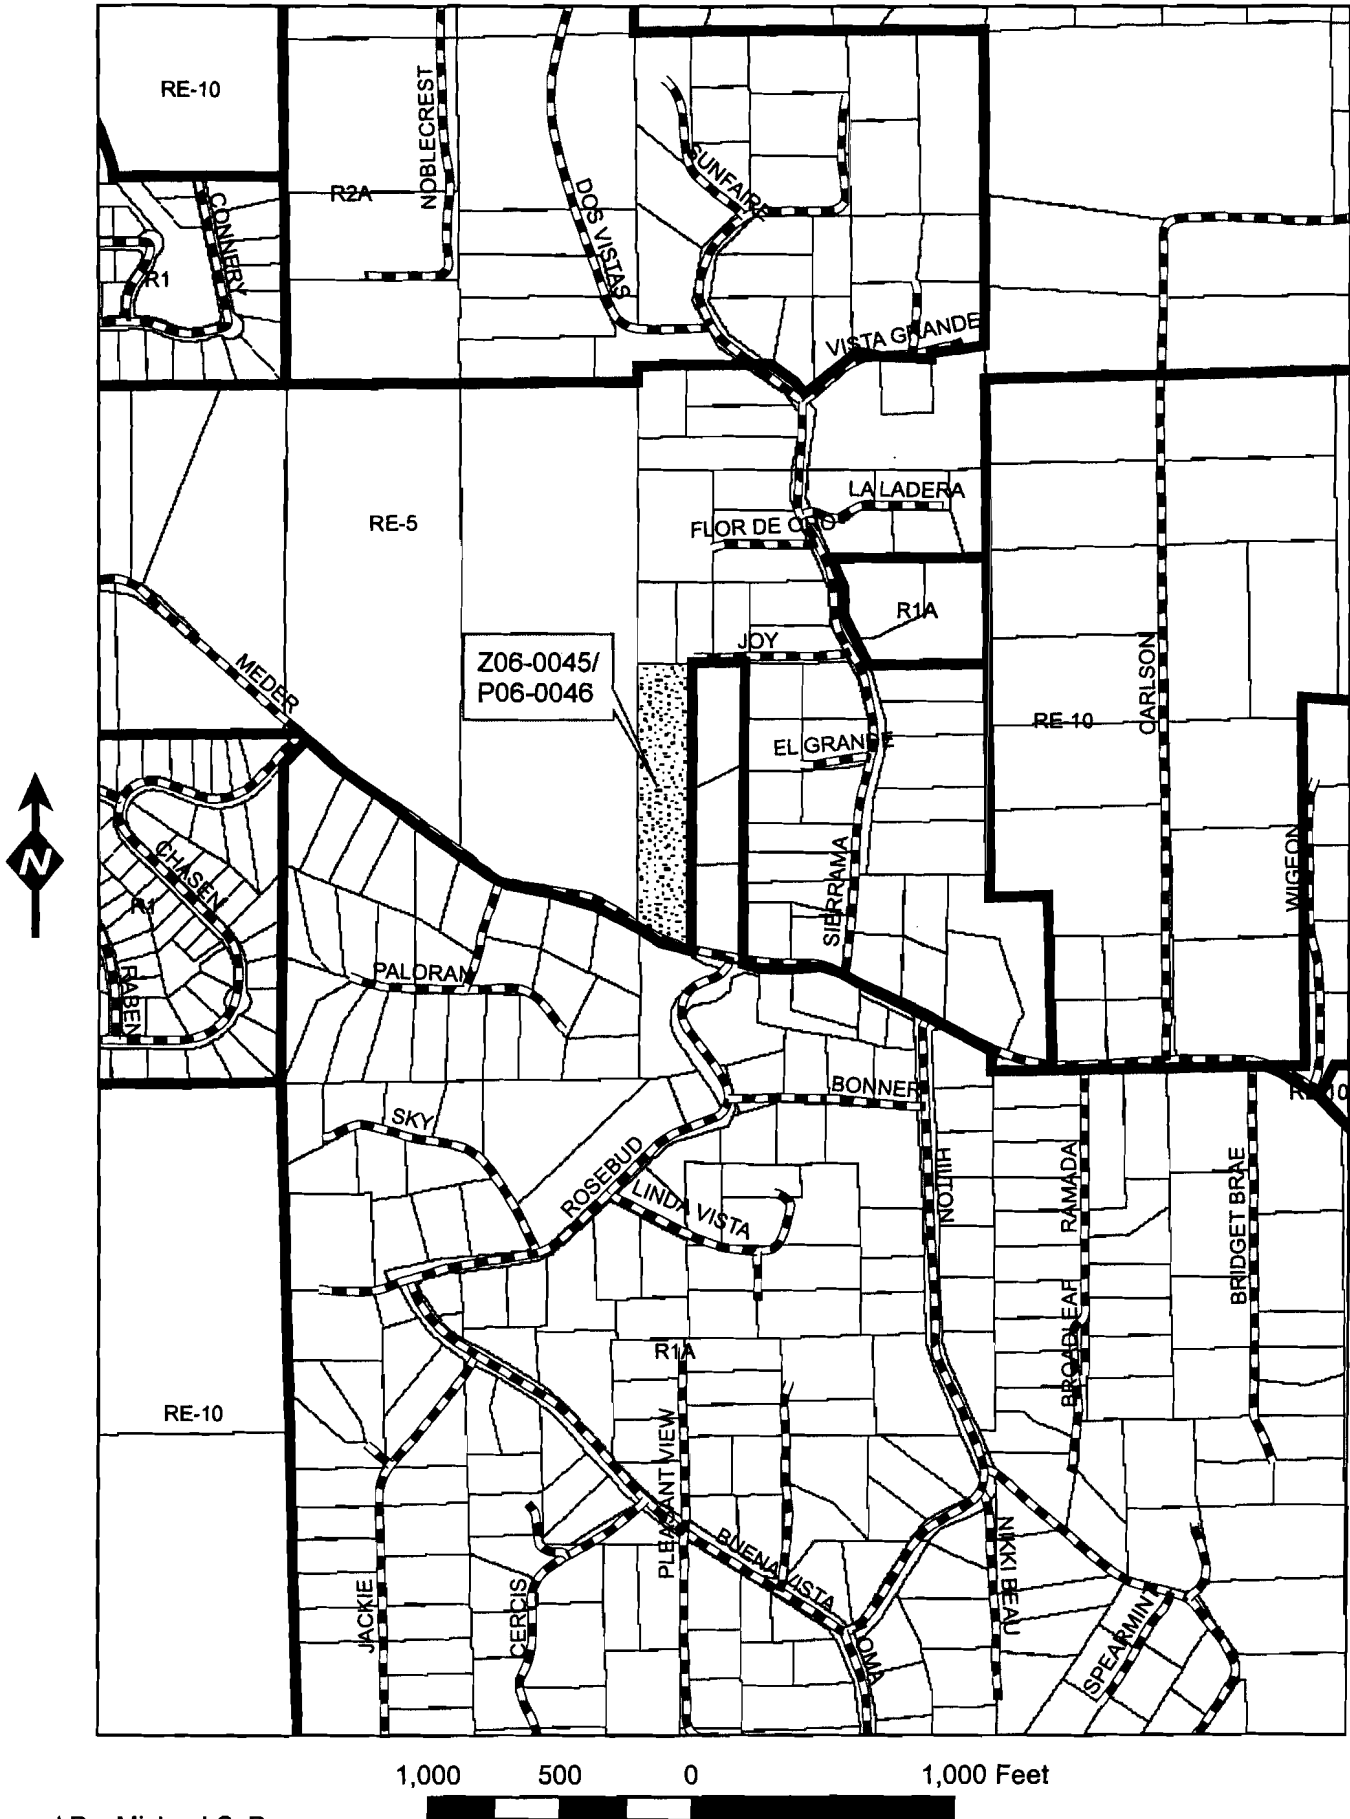 RE-10
NOBLECREST
R2A
SUNFAIRE
DOS VISTAS
CONNERY
R1
VISTA GRANDE
LA LADERA
FLOR DE ORO
RE-5
R1A
JOY
Z06-0045/
P06-0046
MEDER
CARLSON
RE-10
EL GRANDE
N
CHASEN
R1
WIGEON
SIERRAMA
PALORAN
RABEN
BONNER
SKY
ROSEBUD
HILTON
RAMADA
BRIDGET BRAE
LINDA VISTA
BROADLEAF
R1A
RE-10
PLEASANT VIEW
BUENA VISTA
NIKKI BEAU
JACKIE
CERCIS
SPEARMINT
1,000 500 0 1,000 Feet